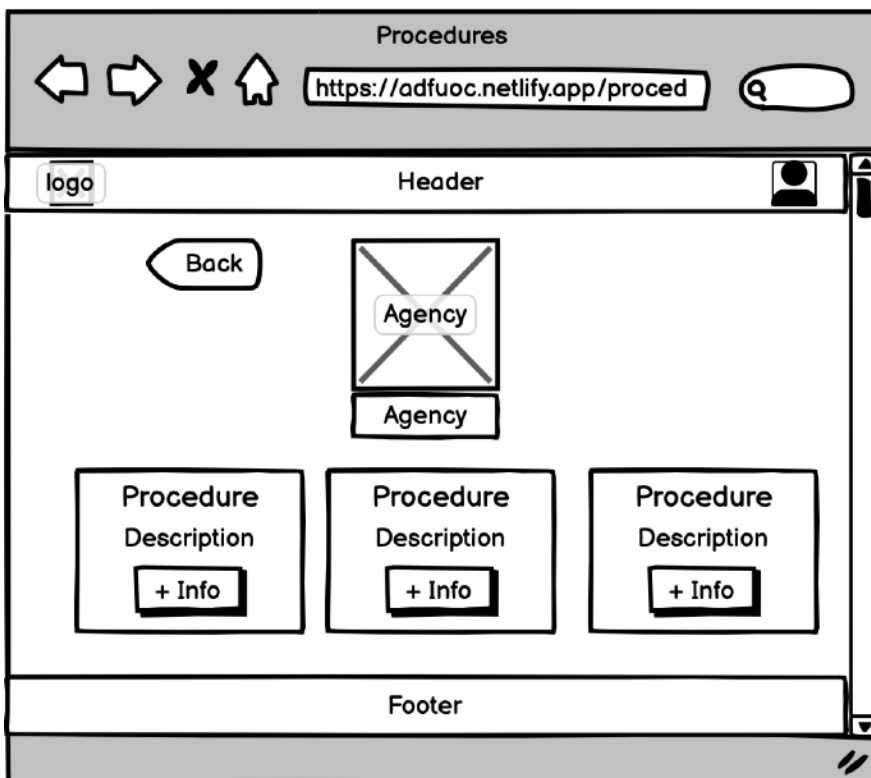 Procedures
https://adfuoc.netlify.app/proced
logo
Header
Back
Agency
Agency
Procedure Procedure Procedure
Description Description Description
+ Info + Info + Info
Footer